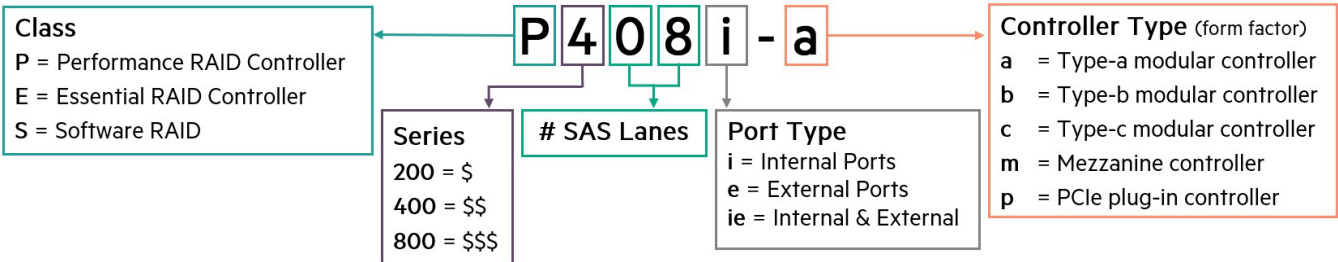 P408i-a
Class
P = Performance RAID Controller
E = Essential RAID Controller
S = Software RAID
Series
200 = $
400 = $$
800 = $$$
# SAS Lanes
Port Type
i = Internal Ports
e = External Ports
ie = Internal & External
Controller Type (form factor)
a = Type-a modular controller
b = Type-b modular controller
c = Type-c modular controller
m = Mezzanine controller
p = PCIe plug-in controller